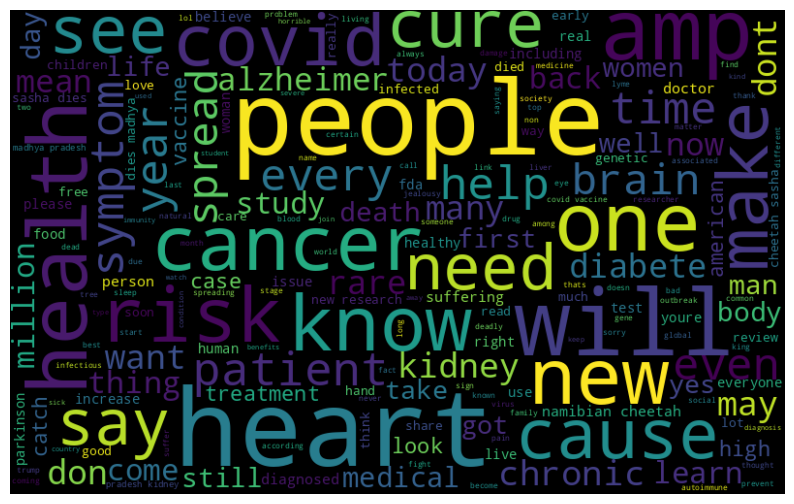 day
see
believe
lol
covid
really
cure
problem
horrible
living
early
real
amp
dont
children
life
always
including
mean
love
alzheimer
today
infected
back
died
women
sasha dies
woman
damage
medicine
find
kind
two
used
severe
saying
society
lyme
thank
doctor
symptom
year
vaccine
spread
people
top
non
matter
time
dies madhya
certain
way
well
now
different
madhya pradesh
student
name
every
call
link
liver
genetic
associated
health
free
last
study
fda
jealousy
eye
help
covid vaccine
researcher
brain
american
cheetah sasha
make
please
immunity
natural
care
blood
join
death
many
someone
drug
among
one
food
month
cancer
healthy
first
need
diabete
dead
due
world
case
issue
rare
suffering
million
person
watch
spreading
stage
new research
away
much
thats
doesn
bad
outbreak
common
man
tree
sleep
condition
risk
know
read
youre
test
gene
body
type
start
soon
human
long
deadly
right
sorry
global
keep
review
want
best
benefits
patient
fact
kidney
will
new
king
even
thing
infectious
treatment
hand
sign
take
known
use
yes
everyone
parkinson
increase
never
virus
family
social
diagnosis
catch
sick
suffer
say
good
heart
think
share
got
namibian cheetah
may
according
look
pain
cause
lot
thought
trump
country
don
come
still
fight
live
high
coming
pradesh kidney
diagnosed
medical
become
chronic
learn
autoimmune
prevent